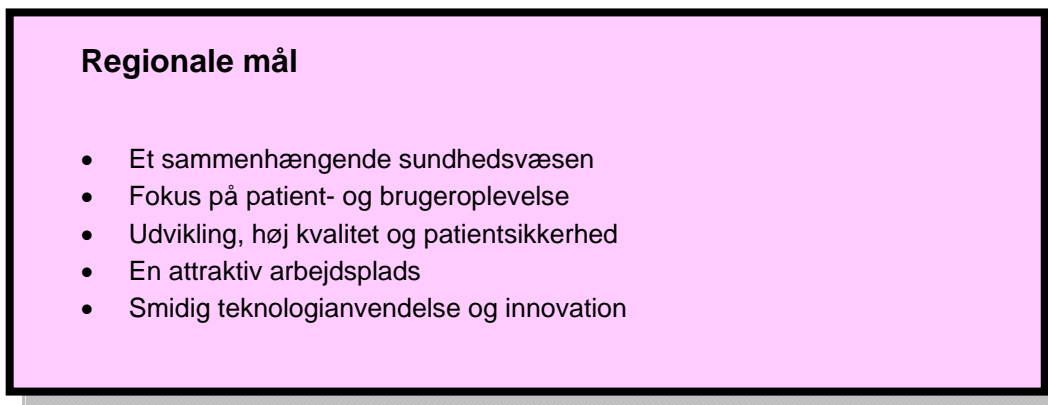 Regionale mål
• Et sammenhængende sundhedsvæsen
• Fokus på patient- og brugeroplevelse
• Udvikling, høj kvalitet og patientsikkerhed
• En attraktiv arbejdsplads
• Smidig teknologianvendelse og innovation